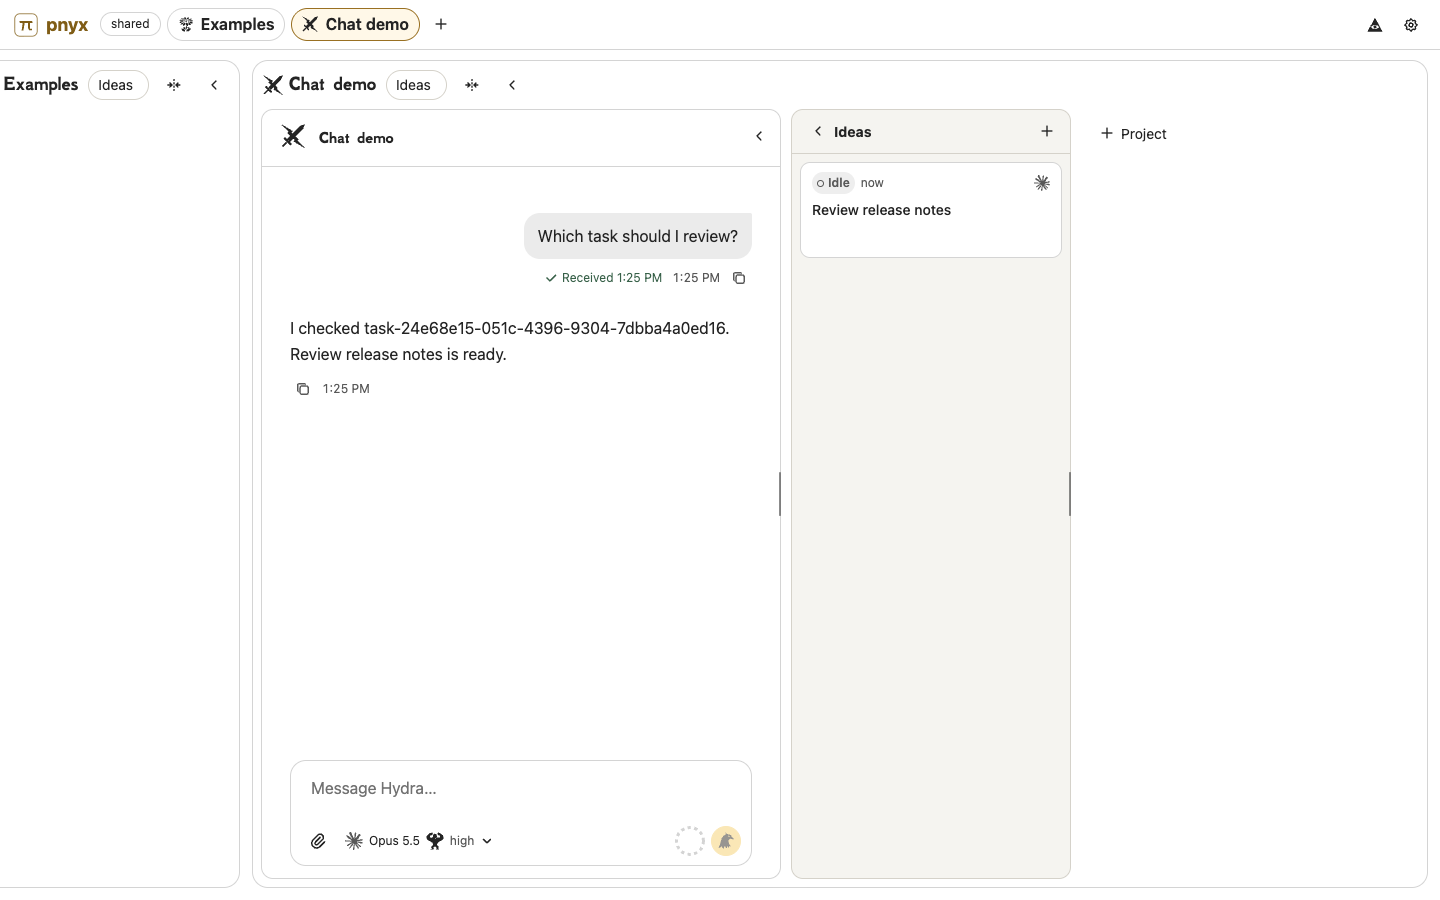 π pnyx shared Examples Chat demo
Examples Ideas
Chat demo Ideas
Chat demo
Which task should I review?
Received 1:25 PM 1:25 PM
I checked task-24e68e15-051c-4396-9304-7dbba4a0ed16.
Review release notes is ready.
1:25 PM
Message Hydra...
Opus 5.5 high
Ideas
Idle now
Review release notes
Project